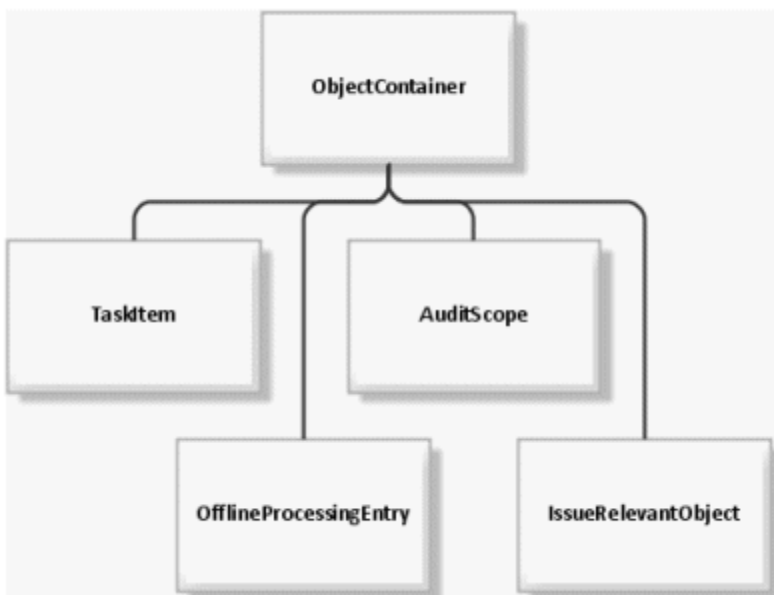 ObjectContainer
TaskItem
AuditScope
OfflineProcessingEntry
IssueRelevantObject